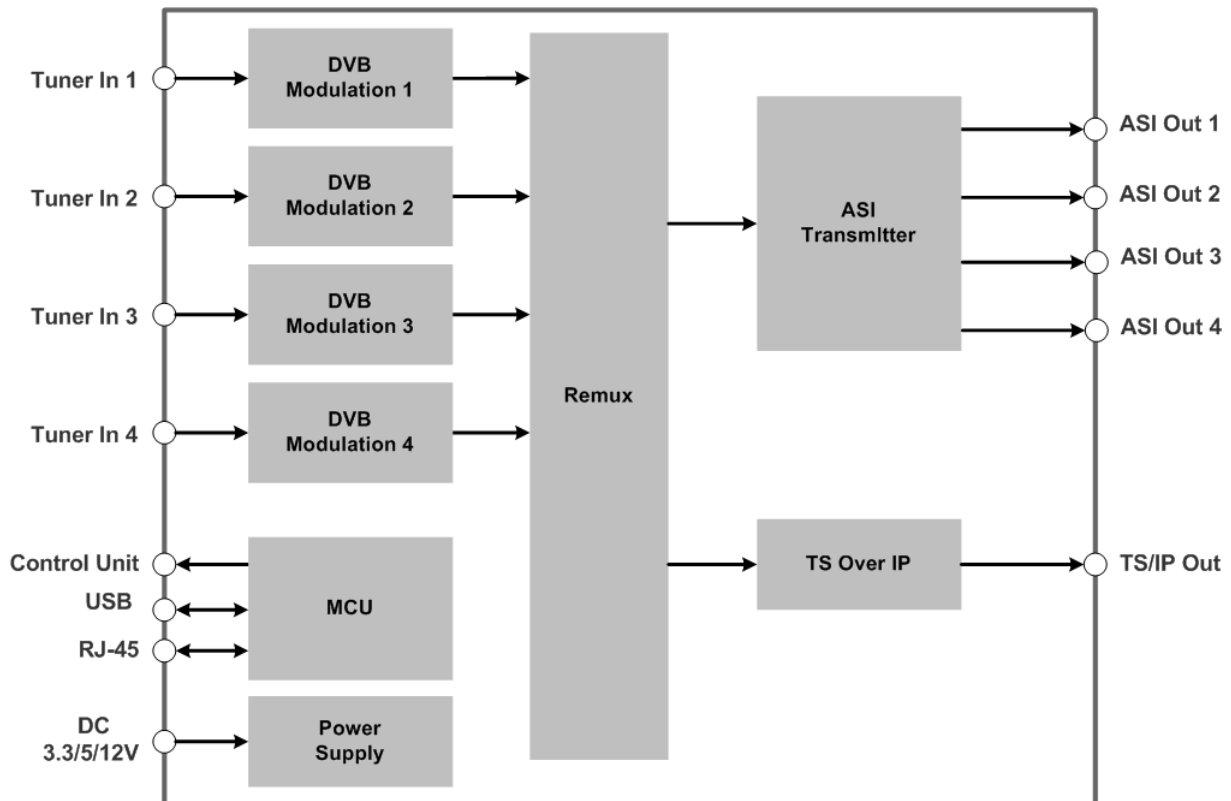 Tuner In 1
DVB
Modulation 1
Tuner In 2
DVB
Modulation 2
Tuner In 3
DVB
Modulation 3
Tuner In 4
DVB
Modulation 4
Control Unit
USB
RJ-45
MCU
DC
3.3/5/12V
Power
Supply
Remux
ASI
TransmItter
ASI Out 1
ASI Out 2
ASI Out 3
ASI Out 4
TS Over IP
TS/IP Out